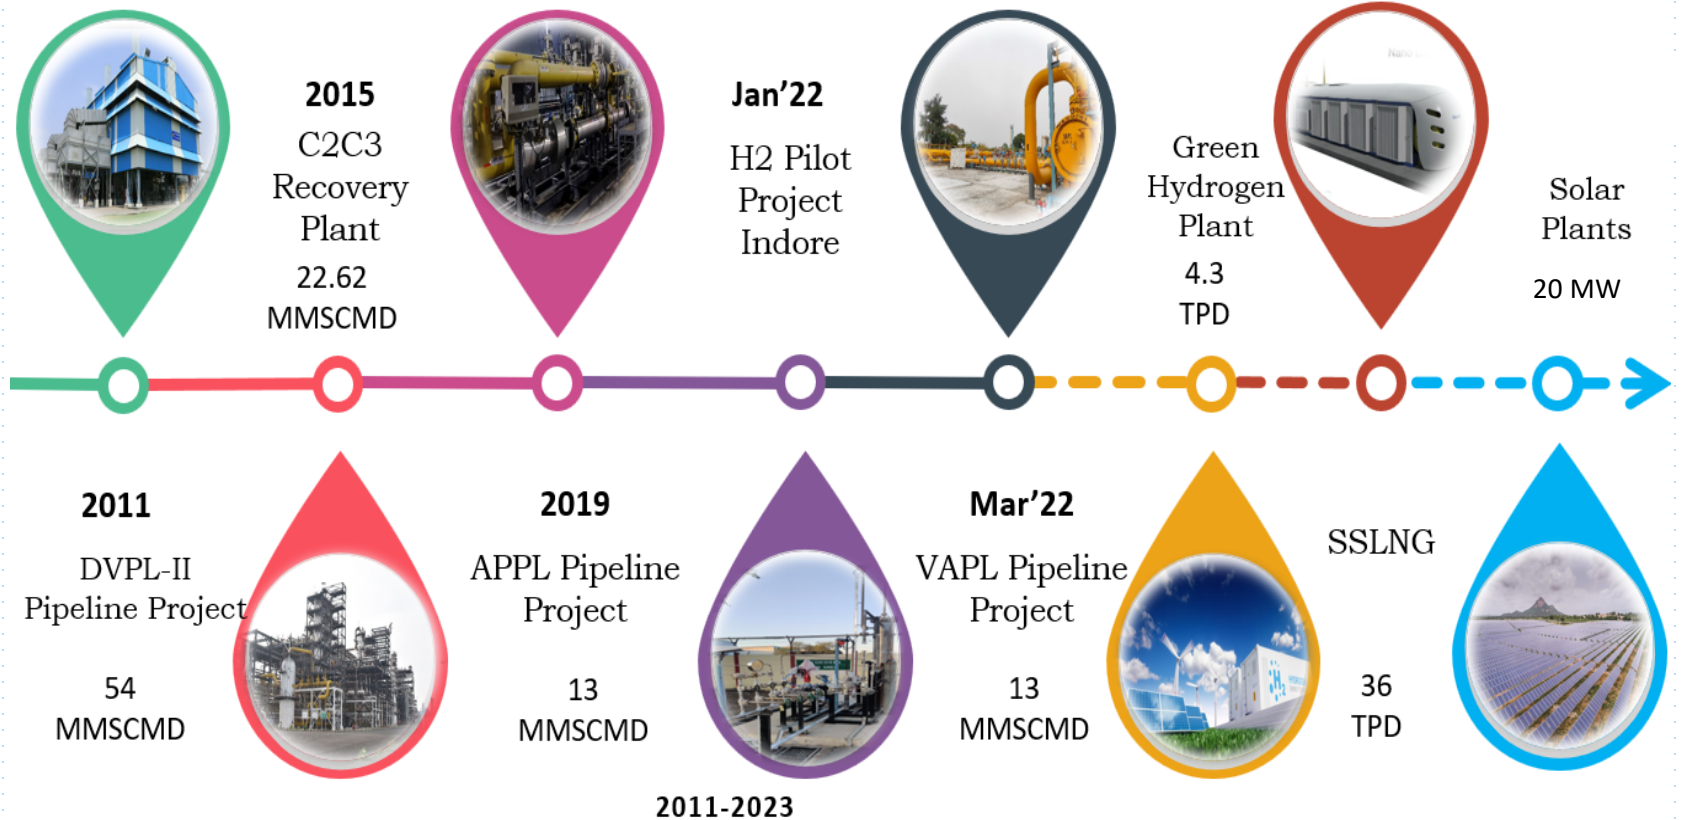 2011
DVPL-II
Pipeline Project
54
MMSCMD
2015
C2C3
Recovery
Plant
22.62
MMSCMD
2019
APPL Pipeline
Project
13
MMSCMD
Jan’22
H2 Pilot
Project
Indore
Mar’22
VAPL Pipeline
Project
13
MMSCMD
Green
Hydrogen
Plant
4.3
TPD
H2
SSLNG
36
TPD
Solar
Plants
20 MW
2011-2023